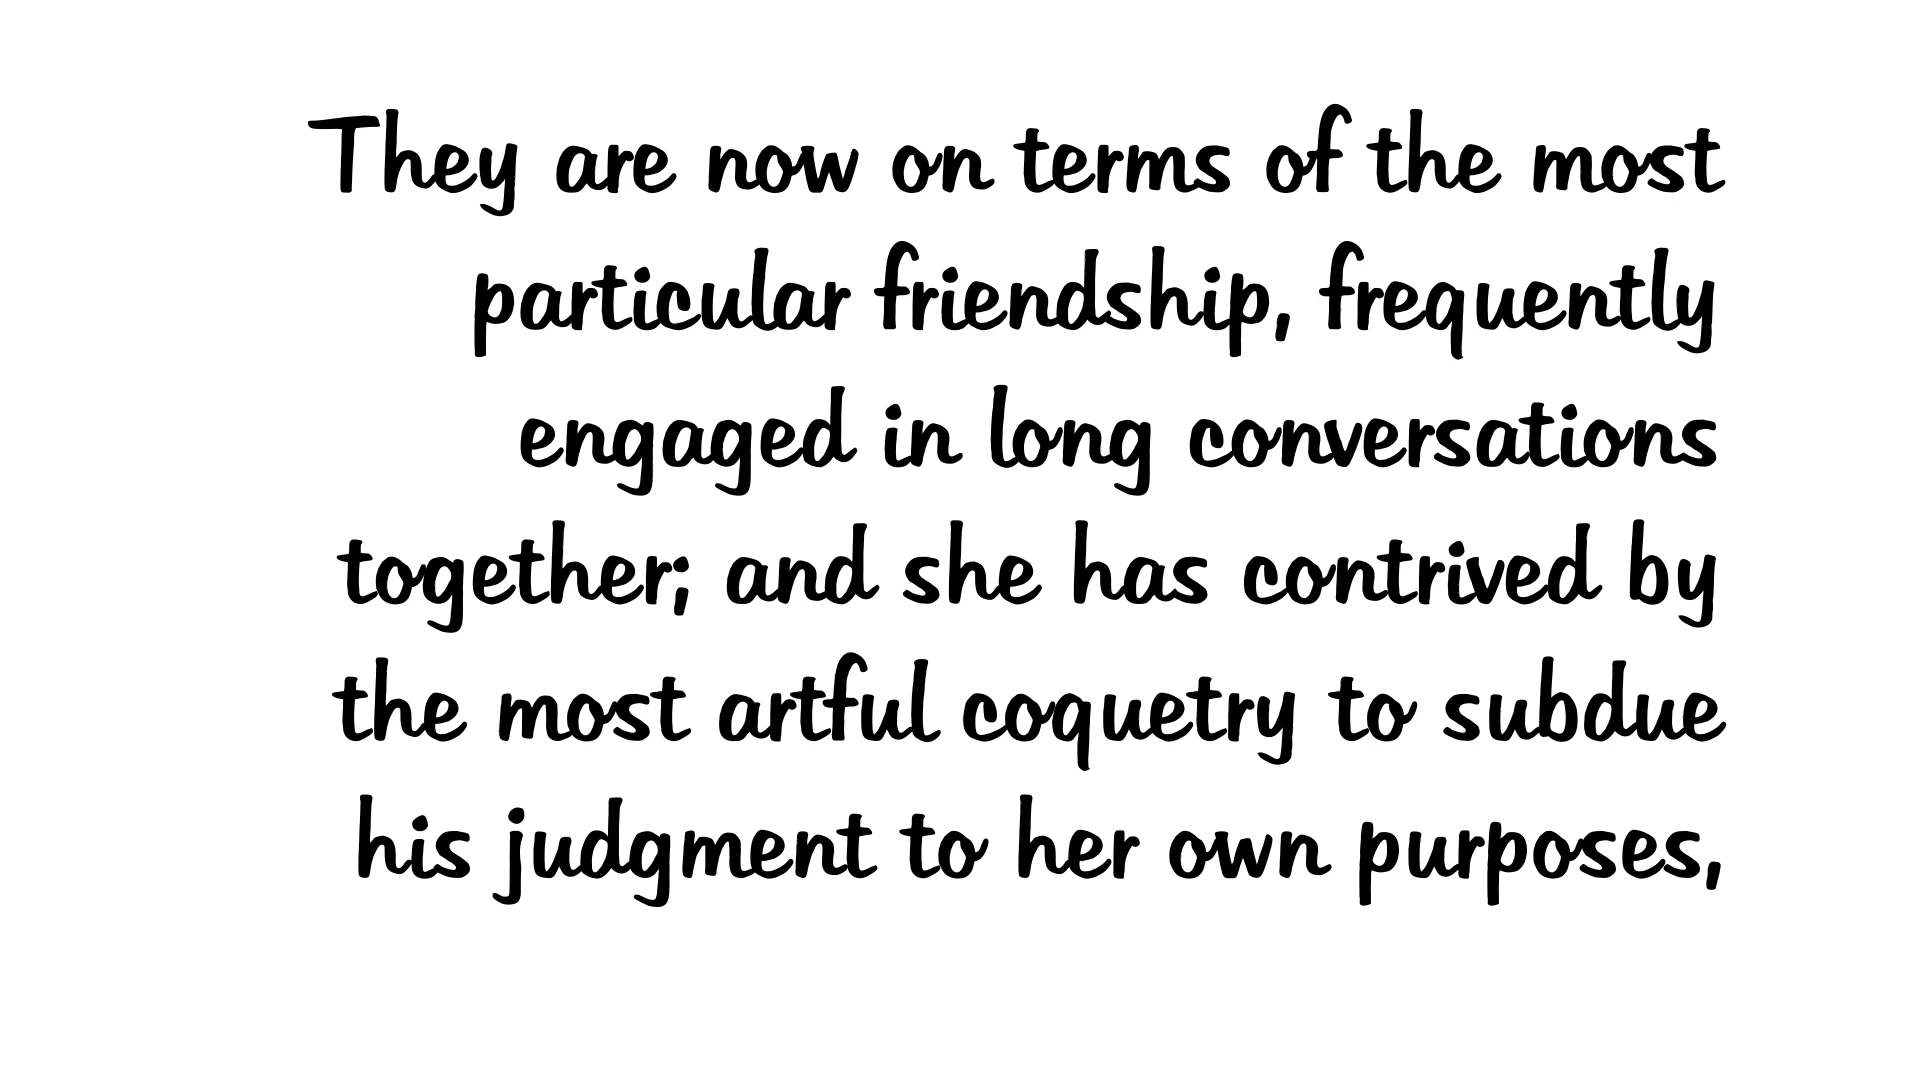 They are now on terms of the most
particular friendship, frequently
engaged in long conversations
together; and she has contrived by
the most artful coquetry to subdue
his judgment to her own purposes,